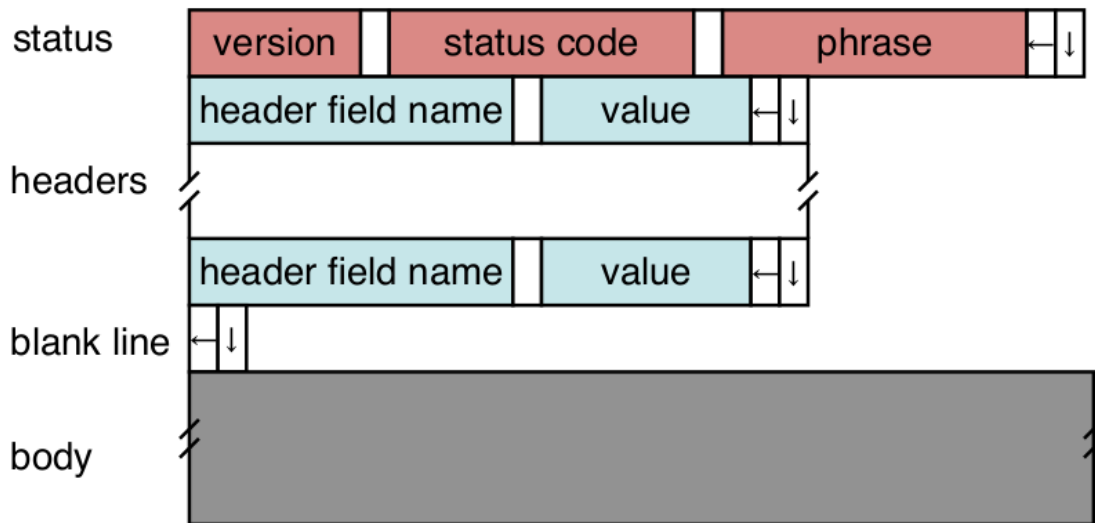 status version status code phrase ← ↓
header field name value ← ↓
headers
header field name value ← ↓
blank line ← ↓
body